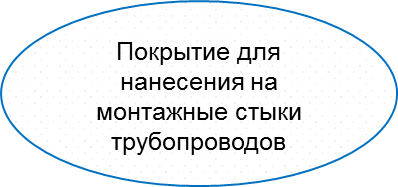 Покрытие для
нанесения на
монтажные стыки
трубопроводов